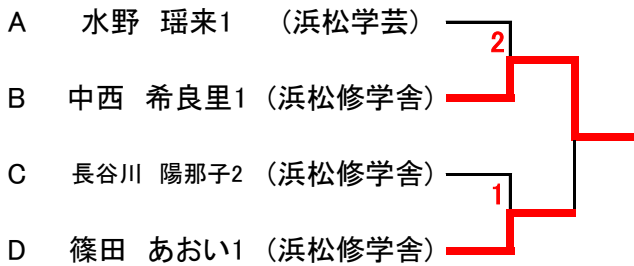 A 水野 瑶来1 （浜松学芸）
2
B 中西 希良里1 （浜松修学舎）
C 長谷川 陽那子2 （浜松修学舎）
1
D 篠田 あおい1 （浜松修学舎）